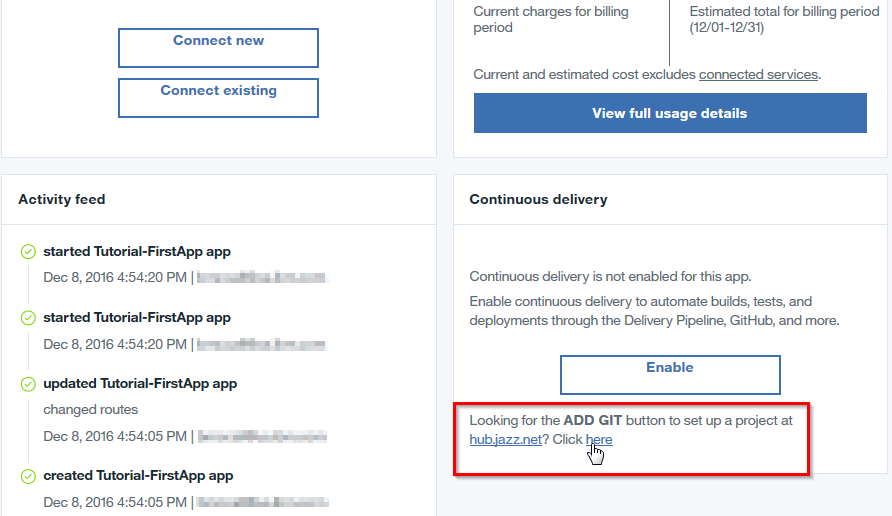 Connect new
Connect existing
Current charges for billing
period
Estimated total for billing period
(12/01-12/31)
Current and estimated cost excludes connected services.
View full usage details
Activity feed
started Tutorial-FirstApp app
Dec 8, 2016 4:54:20 PM |
started Tutorial-FirstApp app
Dec 8, 2016 4:54:20 PM |
updated Tutorial-FirstApp app
changed routes
Dec 8, 2016 4:54:05 PM |
created Tutorial-FirstApp app
Dec 8, 2016 4:54:05 PM |
Continuous delivery
Continuous delivery is not enabled for this app.
Enable continuous delivery to automate builds, tests, and
deployments through the Delivery Pipeline, GitHub, and more.
Enable
Looking for the ADD GIT button to set up a project at
hub.jazz.net? Click here